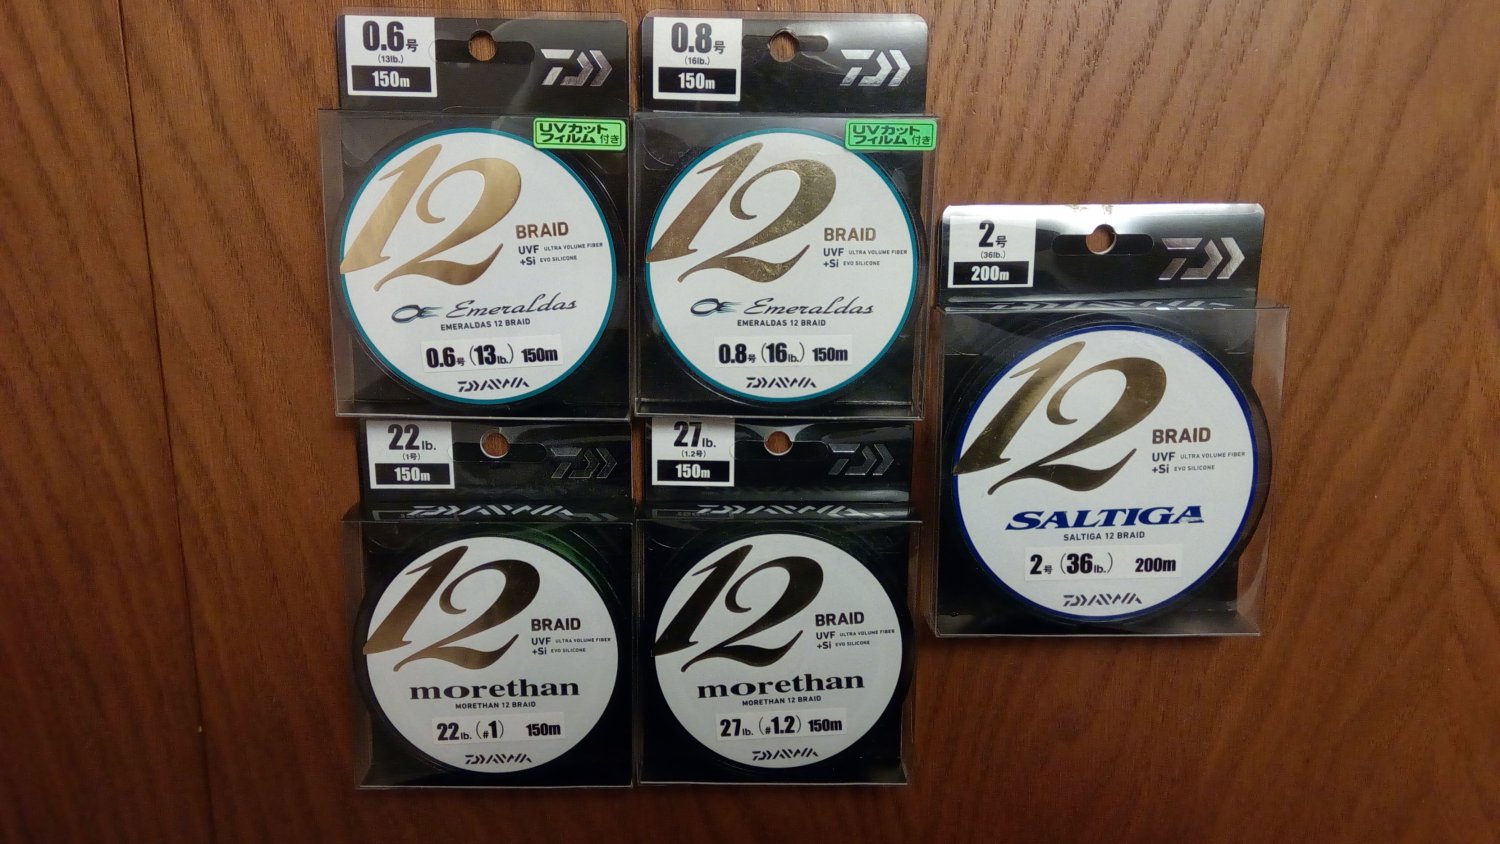 0.6号
(13lb.)
150m
UVカット
フィルム付き
12
BRAID
UVF ULTRA VOLUME FIBER
+Si EVO SILICONE
Emeraldas
EMERALDAS 12 BRAID
0.6号(13lb.) 150m
DAIWA
0.8号
(16lb.)
150m
UVカット
フィルム付き
12
BRAID
UVF ULTRA VOLUME FIBER
+Si EVO SILICONE
Emeraldas
EMERALDAS 12 BRAID
0.8号(16lb.) 150m
DAIWA
2号
(36lb.)
200m
12
BRAID
UVF ULTRA VOLUME FIBER
+Si EVO SILICONE
SALTIGA
SALTIGA 12 BRAID
2号(36lb.) 200m
DAIWA
22lb.
(1号)
150m
12
BRAID
UVF ULTRA VOLUME FIBER
+Si EVO SILICONE
morethan
MORETHAN 12 BRAID
22lb.(#1) 150m
DAIWA
27lb.
(1.2号)
150m
12
BRAID
UVF ULTRA VOLUME FIBER
+Si EVO SILICONE
morethan
MORETHAN 12 BRAID
27lb.(#1.2) 150m
DAIWA